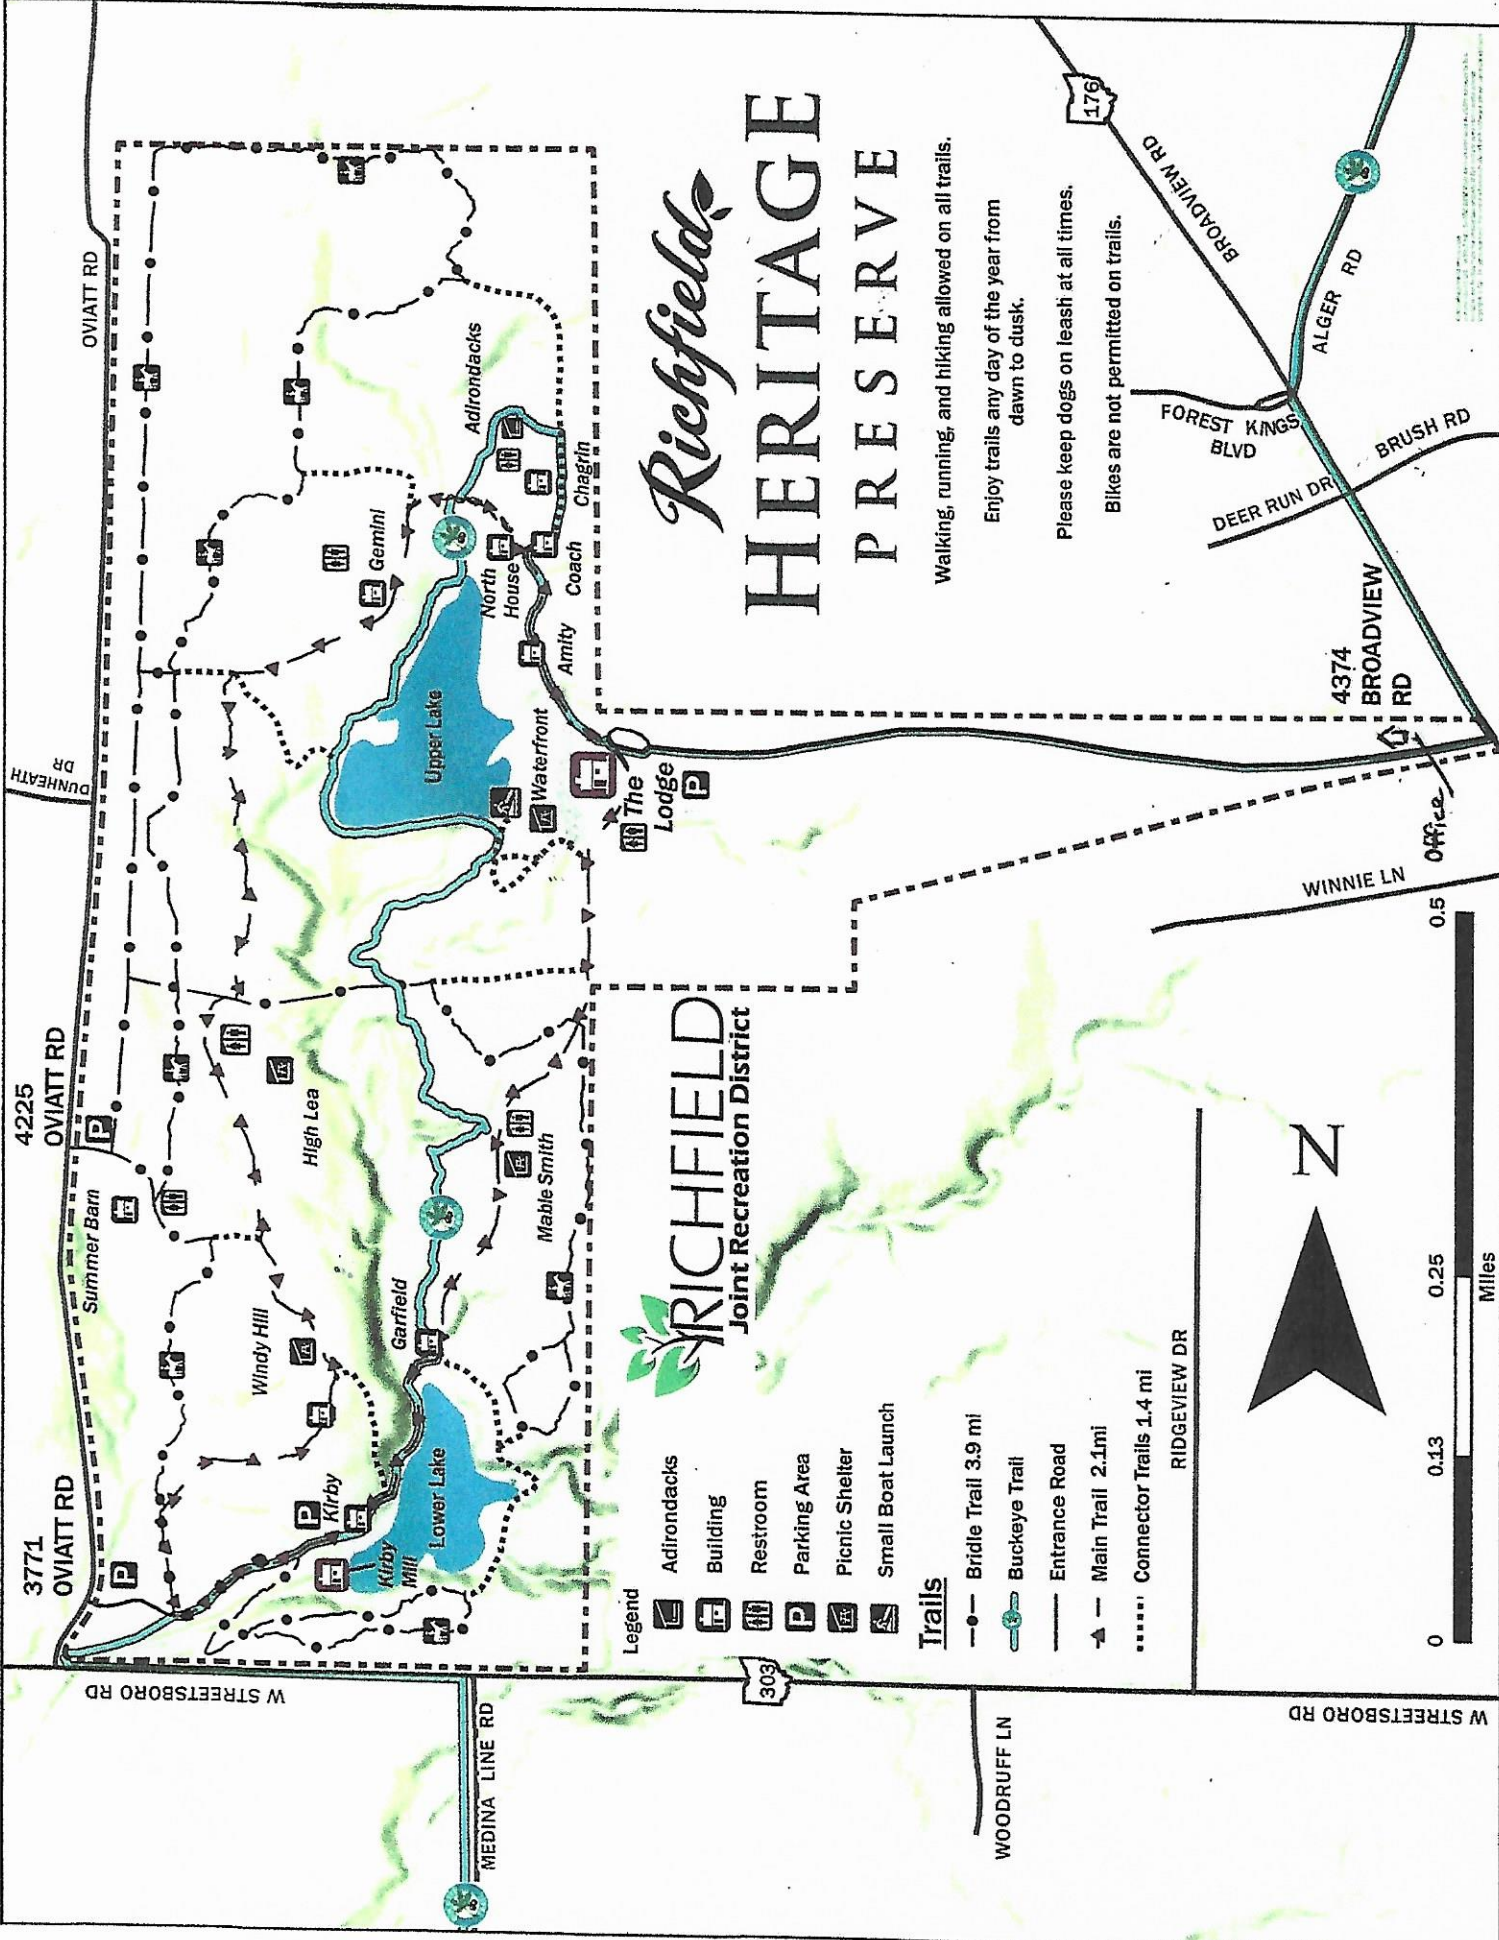 OVIATT RD
DUNHEATH
DR
4225
OVIATT RD
3771
OVIATT RD
P
P
P
Summer Barn
High Lea
Windy Hill
Kirby
Kirby
Mill
Lower Lake
Garfield
Mable Smith
Upper Lake
Gemini
Adirondacks
North
House
Coach
Chagrin
Amity
Waterfront
The
Lodge
P
Richfield
HERITAGE
PRESERVE
Walking, running, and hiking allowed on all trails.
Enjoy trails any day of the year from
dawn to dusk.
Please keep dogs on leash at all times.
Bikes are not permitted on trails.
176
BROADVIEW RD
ALGER RD
FOREST KINGS
BLVD
BRUSH RD
DEER RUN DR
4374
BROADVIEW
RD
Office
WINNIE LN
RICHFIELD
Joint Recreation District
Legend
Adirondacks
Building
Restroom
P Parking Area
Picnic Shelter
Small Boat Launch
Trails
Bridle Trail 3.9 mi
Buckeye Trail
Entrance Road
Main Trail 2.1mi
Connector Trails 1.4 mi
RIDGEVIEW DR
N
0 0.13 0.25 0.5
Miles
W STREETSBORO RD
MEDINA LINE RD
303
WOODRUFF LN
W STREETSBORO RD